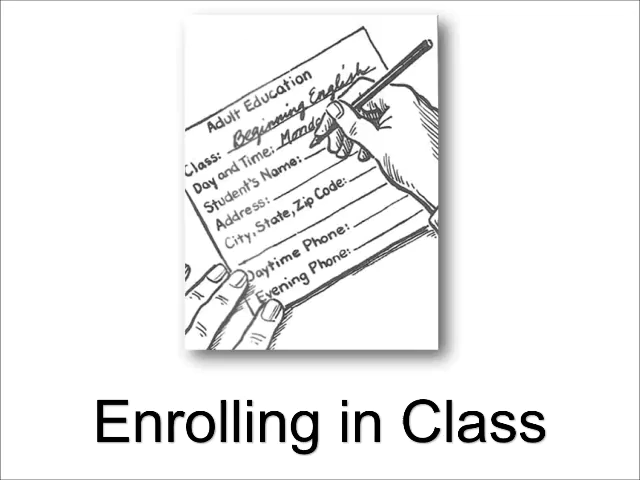 Adult Education
Class: Beginning English
Day and Time:
Student's Name:
Address:
City, State, Zip Code:
Daytime Phone:
Evening Phone:
Enrolling in Class